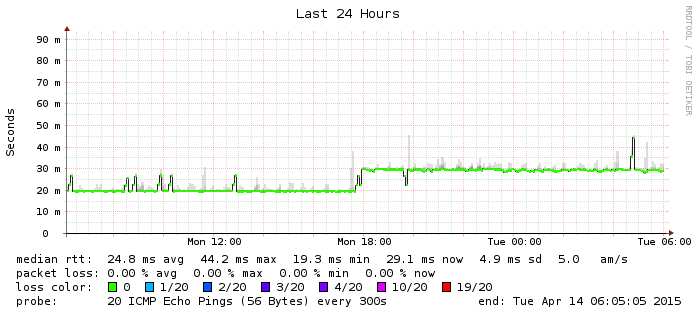 Last 24 Hours
RRDTOOL / TOBI OETIKER
Seconds
90 m
80 m
70 m
60 m
50 m
40 m
30 m
20 m
10 m
0
Mon 12:00 Mon 18:00 Tue 00:00 Tue 06:00
median rtt: 24.8 ms avg 44.2 ms max 19.3 ms min 29.1 ms now 4.9 ms sd 5.0 am/s
packet loss: 0.00 % avg 0.00 % max 0.00 % min 0.00 % now
loss color: 0 1/20 2/20 3/20 4/20 10/20 19/20
probe: 20 ICMP Echo Pings (56 Bytes) every 300s end: Tue Apr 14 06:05:05 2015